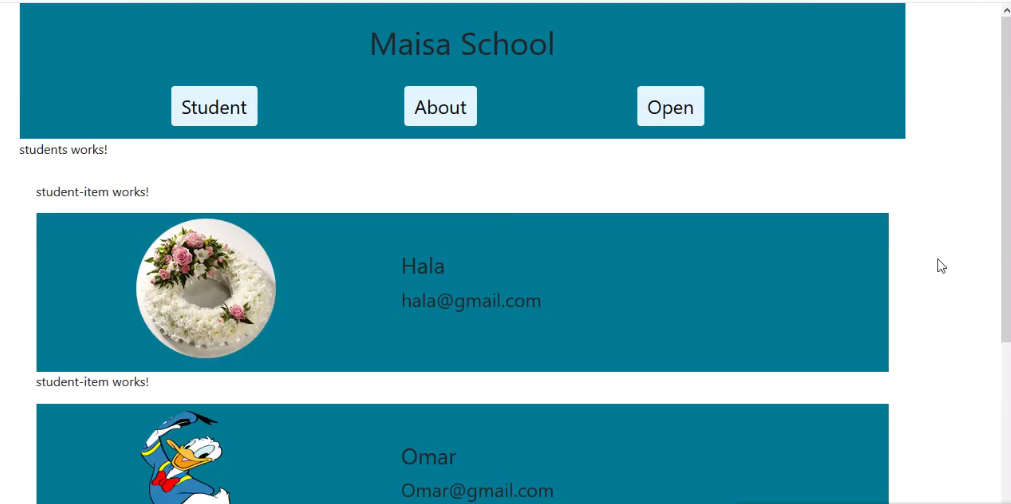 Maisa School
Student About Open
students works!
student-item works!
Hala
hala@gmail.com
student-item works!
Omar
Omar@gmail.com